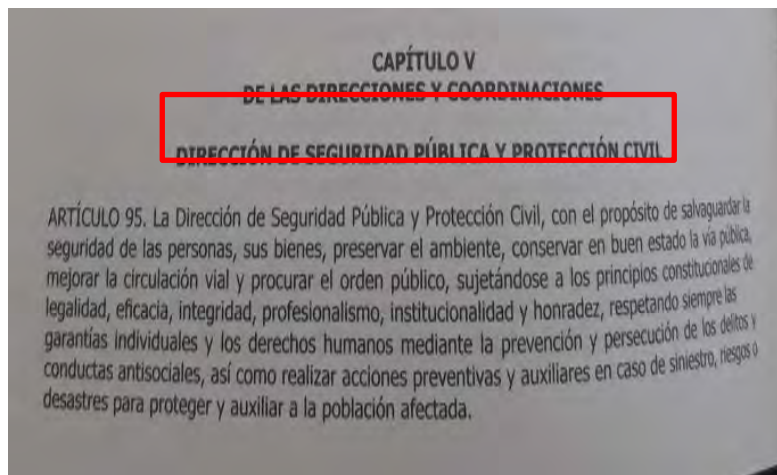 CAPÍTULO V
DE LAS DIRECCIONES Y COORDINACIONES
DIRECCIÓN DE SEGURIDAD PÚBLICA Y PROTECCIÓN CIVIL
ARTÍCULO 95. La Dirección de Seguridad Pública y Protección Civil, con el propósito de salvaguardar la
seguridad de las personas, sus bienes, preservar el ambiente, conservar en buen estado la vía pública,
mejorar la circulación vial y procurar el orden público, sujetándose a los principios constitucionales de
legalidad, eficacia, integridad, profesionalismo, institucionalidad y honradez, respetando siempre las
garantías individuales y los derechos humanos mediante la prevención y persecución de los delitos y
conductas antisociales, así como realizar acciones preventivas y auxiliares en caso de siniestro, riesgos o
desastres para proteger y auxiliar a la población afectada.